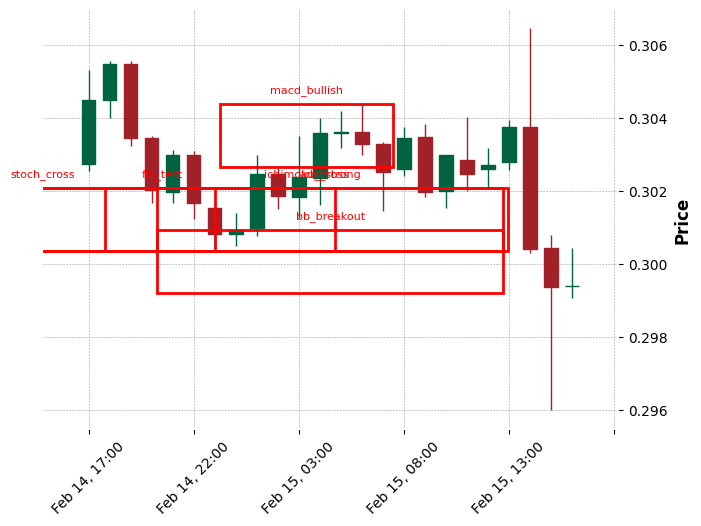 0.306
macd_bullish
0.304
stoch_cross
0.302
bb_breakout
Price
0.300
0.298
0.296
Feb 14, 17:00
Feb 14, 22:00
Feb 15, 03:00
Feb 15, 08:00
Feb 15, 13:00